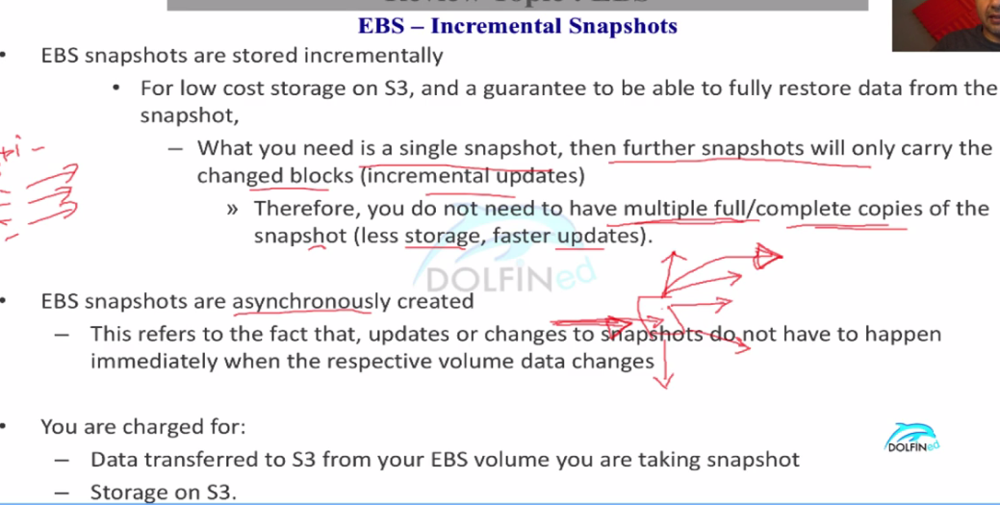 EBS – Incremental Snapshots
• EBS snapshots are stored incrementally
• For low cost storage on S3, and a guarantee to be able to fully restore data from the
snapshot,
– What you need is a single snapshot, then further snapshots will only carry the
changed blocks (incremental updates)
» Therefore, you do not need to have multiple full/complete copies of the
snapshot (less storage, faster updates).
DOLFINed
• EBS snapshots are asynchronously created
– This refers to the fact that, updates or changes to snapshots do not have to happen
immediately when the respective volume data changes
• You are charged for:
DOLFINed
– Data transferred to S3 from your EBS volume you are taking snapshot
– Storage on S3.